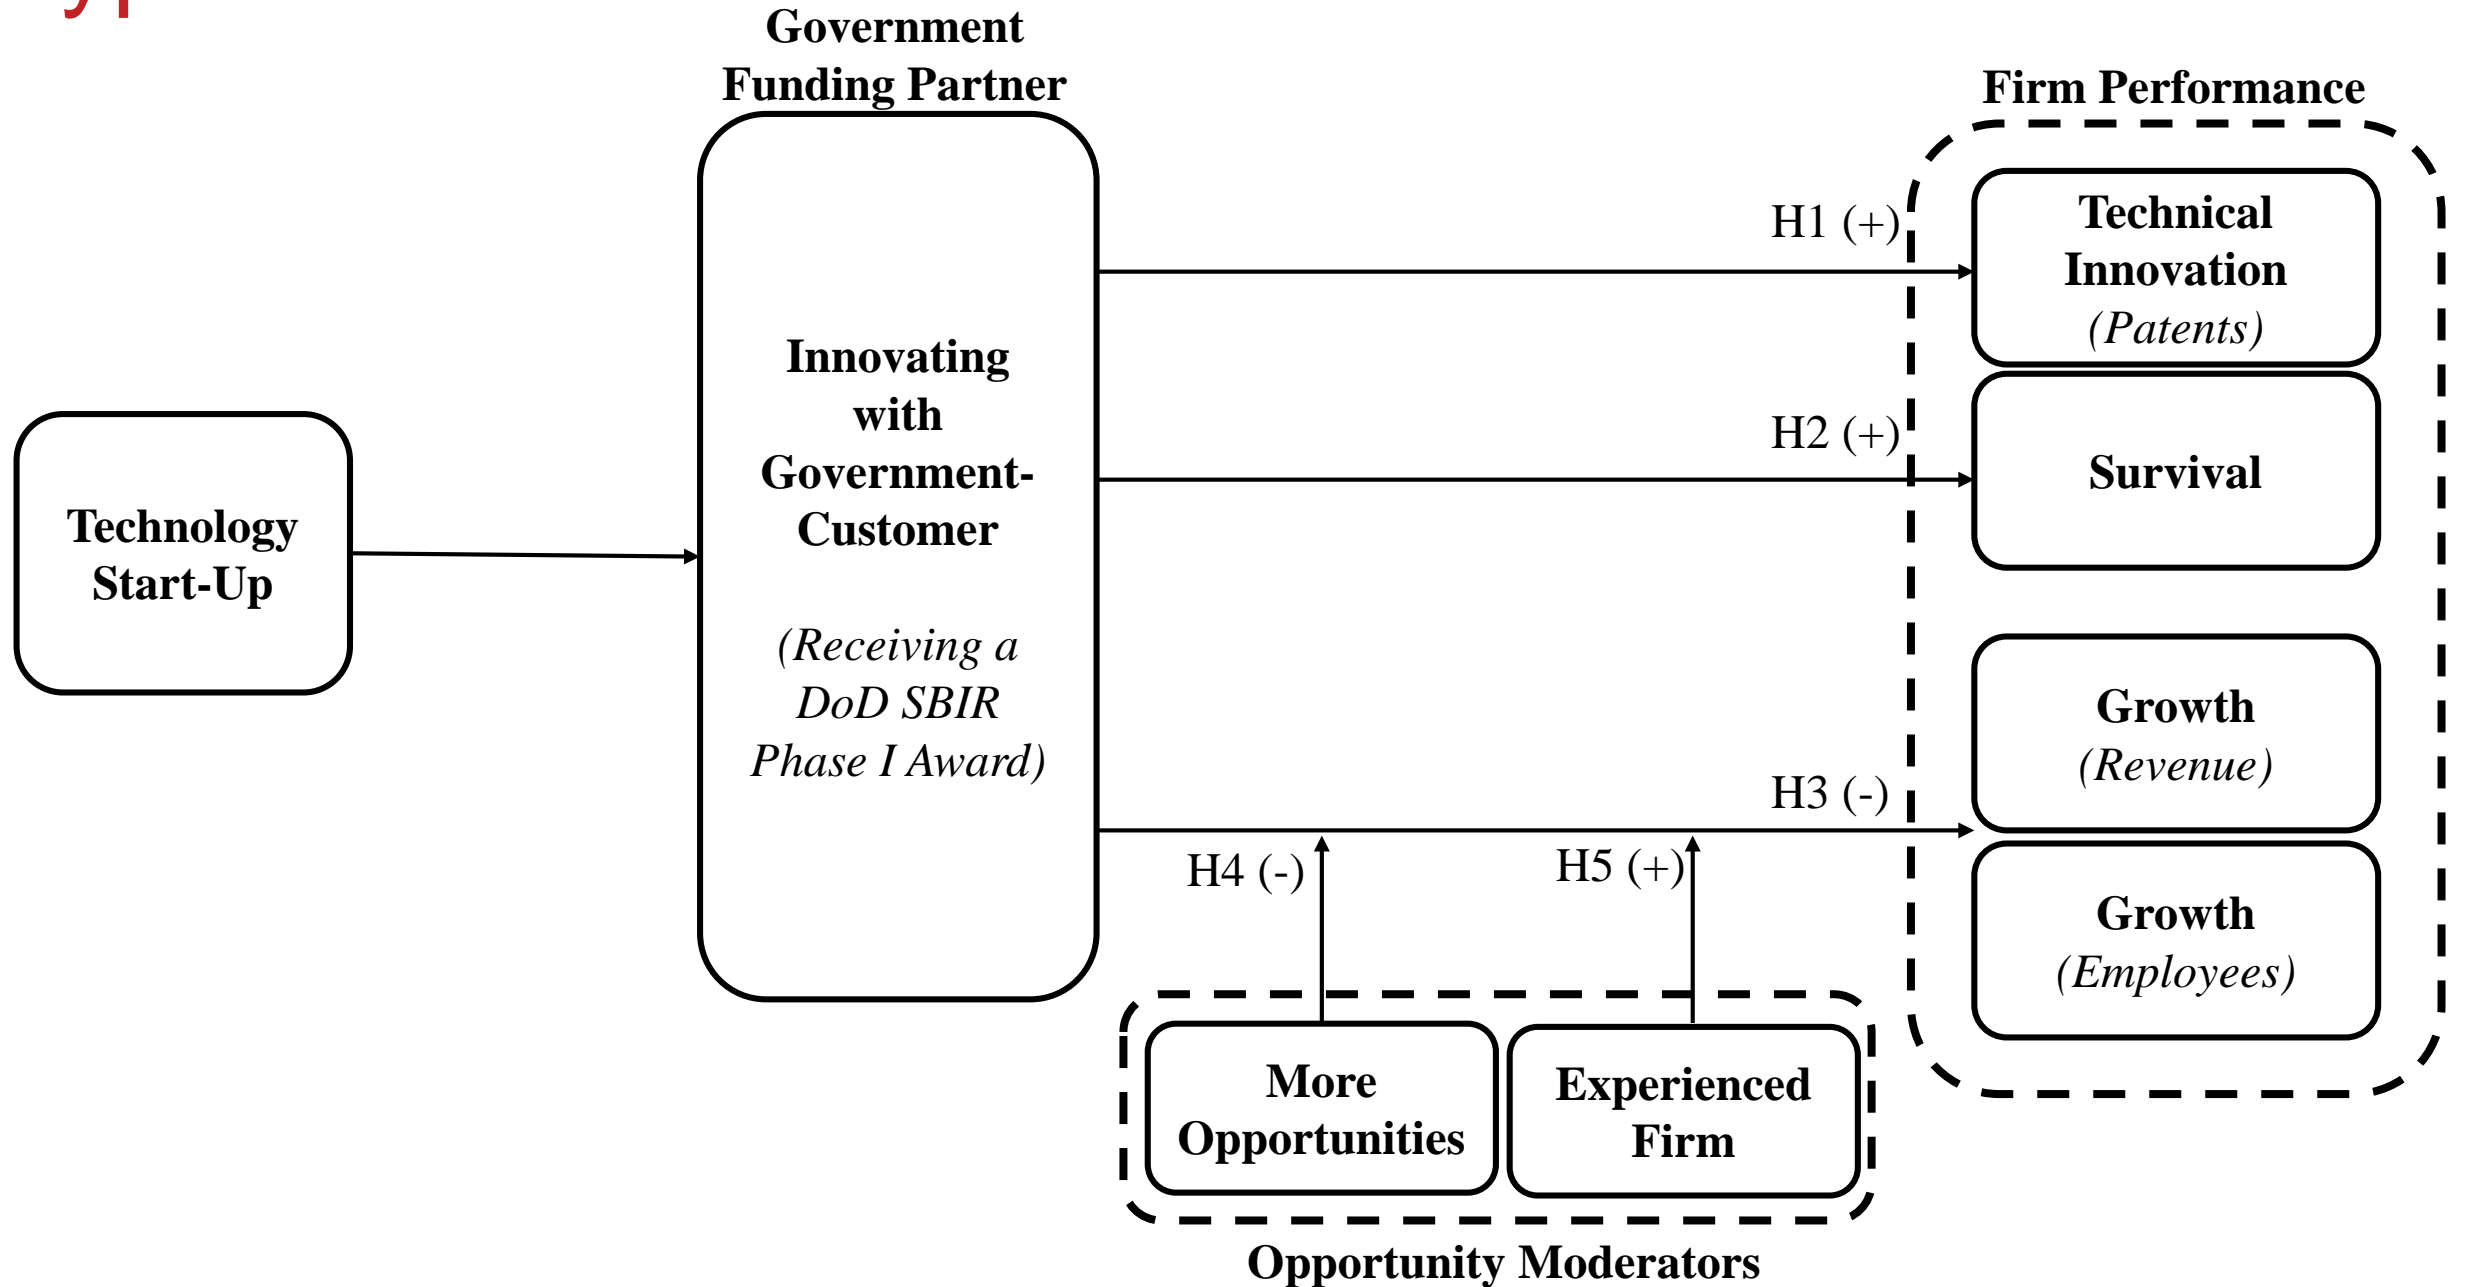 Government
Funding Partner
Firm Performance
Technology
Start-Up
Innovating
with
Government-
Customer
(Receiving a
DoD SBIR
Phase I Award)
H1 (+)
H2 (+)
H3 (-)
H4 (-)
H5 (+)
Technical
Innovation
(Patents)
Survival
Growth
(Revenue)
Growth
(Employees)
More
Opportunities
Experienced
Firm
Opportunity Moderators